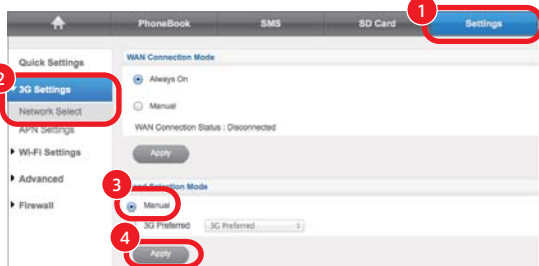 1
PhoneBook SMS SD Card Settings
Quick Settings
WAN Connection Mode
2
3G Settings
Always On
Network Select
Manual
APN Settings
WAN Connection Status : Disconnected
Wi-Fi Settings
Apply
Advanced
3
Selection Mode
Firewall
Manual
3G Preferred 3G Preferred
4
Apply